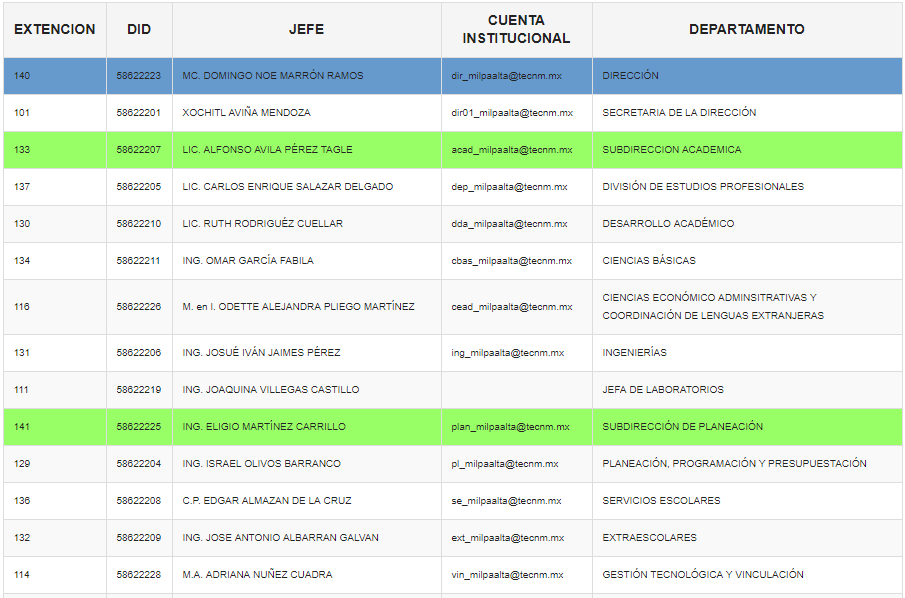 EXTENCION DID JEFE CUENTA INSTITUCIONAL DEPARTAMENTO
140 58622223 MC. DOMINGO NOE MARRÓN RAMOS dir_milpaalta@tecnm.mx DIRECCIÓN
101 58622201 XOCHITL AVIÑA MENDOZA dir01_milpaalta@tecnm.mx SECRETARIA DE LA DIRECCIÓN
133 58622207 LIC. ALFONSO AVILA PÉREZ TAGLE acad_milpaalta@tecnm.mx SUBDIRECCION ACADEMICA
137 58622205 LIC. CARLOS ENRIQUE SALAZAR DELGADO dep_milpaalta@tecnm.mx DIVISIÓN DE ESTUDIOS PROFESIONALES
130 58622210 LIC. RUTH RODRIGUÉZ CUELLAR dda_milpaalta@tecnm.mx DESARROLLO ACADÉMICO
134 58622211 ING. OMAR GARCÍA FABILA cbas_milpaalta@tecnm.mx CIENCIAS BÁSICAS
116 58622226 M. en I. ODETTE ALEJANDRA PLIEGO MARTÍNEZ cead_milpaalta@tecnm.mx CIENCIAS ECONÓMICO ADMINSITRATIVAS Y
COORDINACIÓN DE LENGUAS EXTRANJERAS
131 58622206 ING. JOSUÉ IVÁN JAIMES PÉREZ ing_milpaalta@tecnm.mx INGENIERÍAS
111 58622219 ING. JOAQUINA VILLEGAS CASTILLO JEFA DE LABORATORIOS
141 58622225 ING. ELIGIO MARTÍNEZ CARRILLO plan_milpaalta@tecnm.mx SUBDIRECCIÓN DE PLANEACIÓN
129 58622204 ING. ISRAEL OLIVOS BARRANCO pl_milpaalta@tecnm.mx PLANEACIÓN, PROGRAMACIÓN Y PRESUPUESTACIÓN
136 58622208 C.P. EDGAR ALMAZAN DE LA CRUZ se_milpaalta@tecnm.mx SERVICIOS ESCOLARES
132 58622209 ING. JOSE ANTONIO ALBARRAN GALVAN ext_milpaalta@tecnm.mx EXTRAESCOLARES
114 58622228 M.A. ADRIANA NUÑEZ CUADRA vin_milpaalta@tecnm.mx GESTIÓN TECNOLÓGICA Y VINCULACIÓN